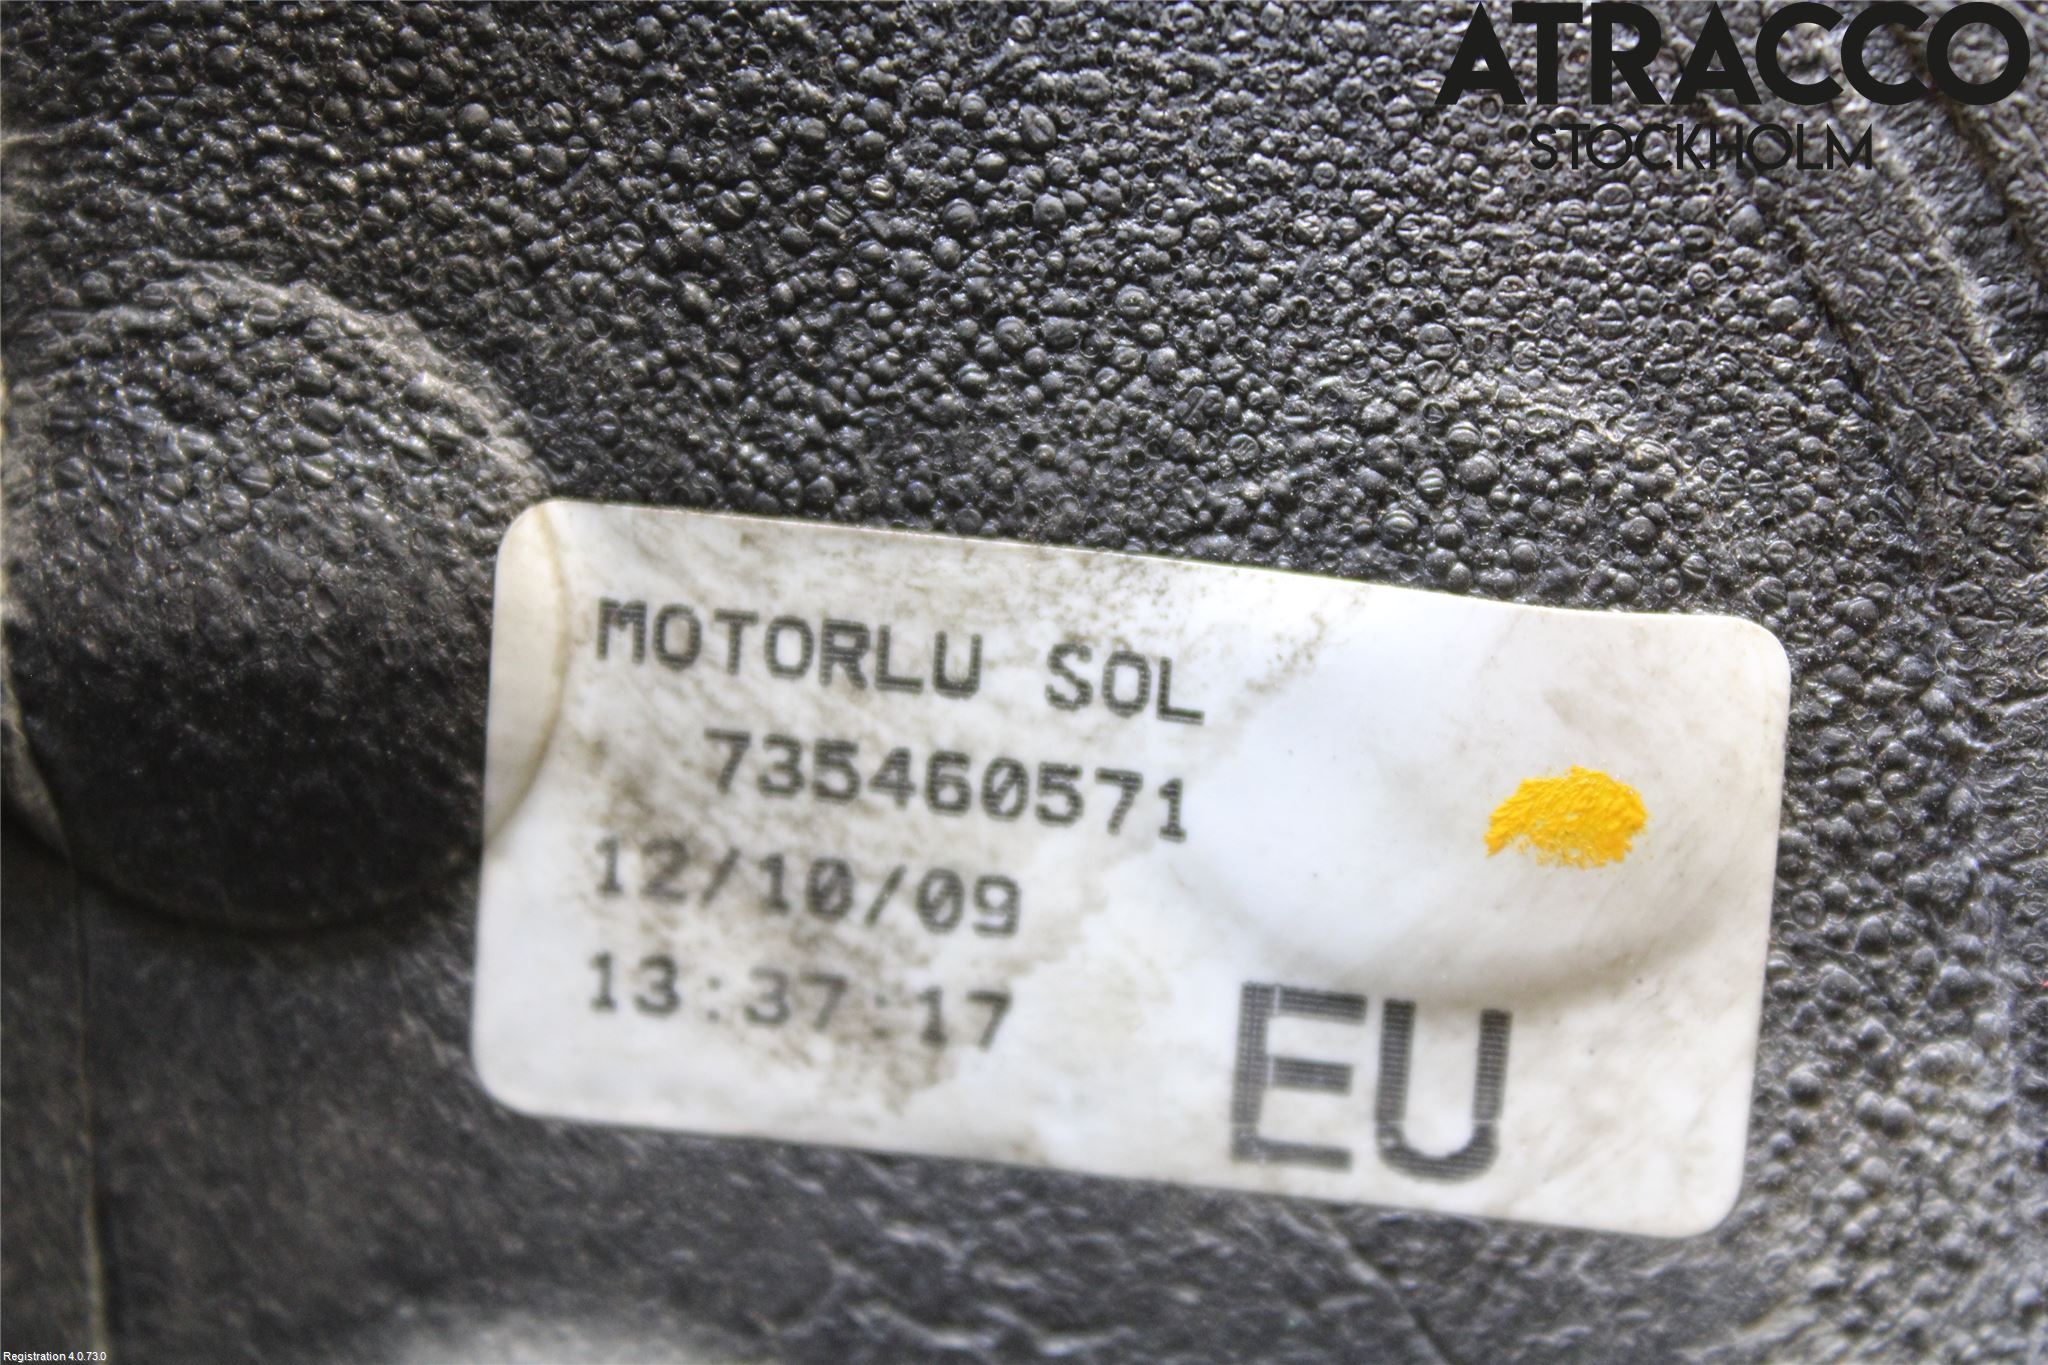 ATRACCO
STOCKHOLM
MOTORLU SOL
735460571
12/10/09
13:37:17
EU
Registration 4.0.73.0